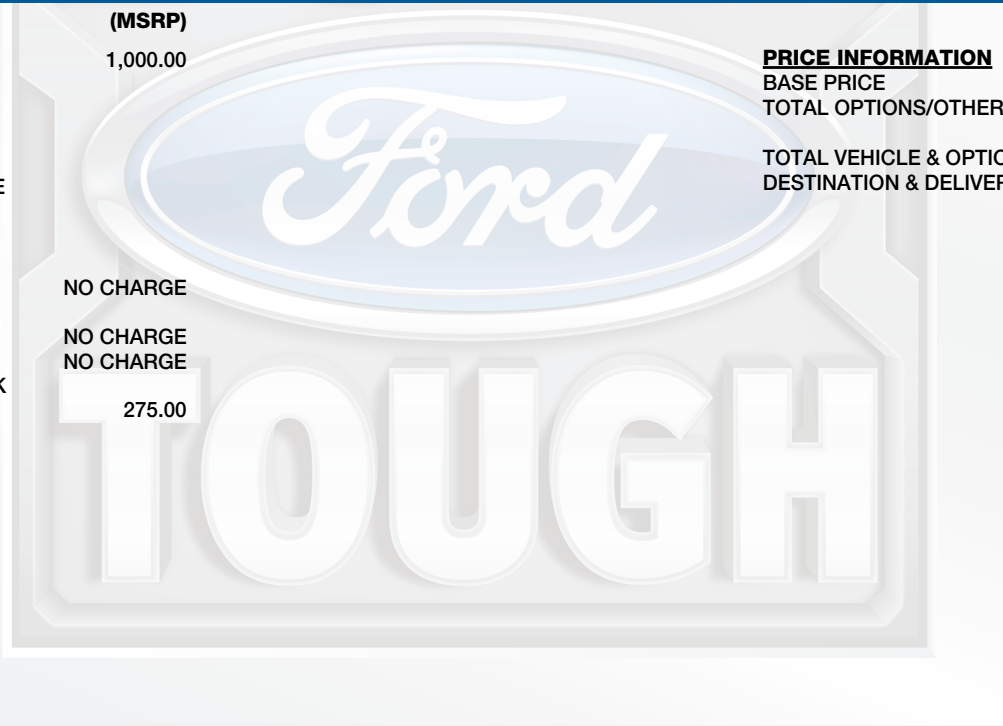 (MSRP)
1,000.00
E
NO CHARGE
NO CHARGE
NO CHARGE
K
275.00
PRICE INFORMATION
BASE PRICE
TOTAL OPTIONS/OTHER
TOTAL VEHICLE & OPTIO
DESTINATION & DELIVER
Ford
TOUGH